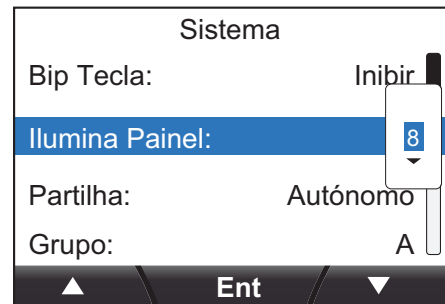 Sistema
Bip Tecla: Inibir
Ilumina Painel: 8
Partilha: Autónomo
Grupo: A
Ent